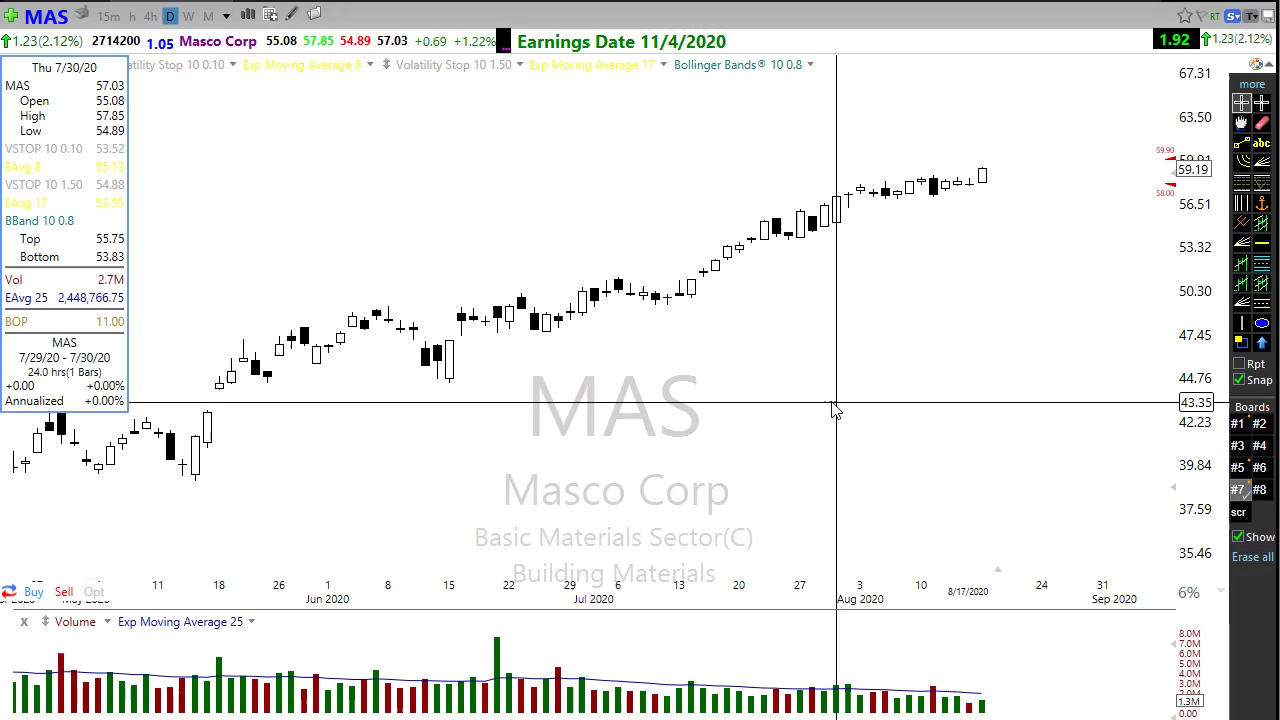 MAS 15m h 4h D W M RT S T
1.23(2.12%) 2714200 1.05 Masco Corp 55.08 57.85 54.89 57.03 +0.69 +1.22% Earnings Date 11/4/2020 1.92 1.23(2.12%)
Thu 7/30/20
MAS 57.03
Open 55.08
High 57.85
Low 54.89
VSTOP 10 0.10 53.52
EAvg 8 55.13
VSTOP 10 1.50 54.88
EAvg 17 53.55
BBand 10 0.8
Top 55.75
Bottom 53.83
Vol 2.7M
EAvg 25 2,448,766.75
BOP 11.00
MAS
7/29/20 - 7/30/20
24.0 hrs(1 Bars)
+0.00 +0.00%
Annualized +0.00%
atility Stop 10 0.10 Exp Moving Average 8 Volatility Stop 10 1.50 Exp Moving Average 17 Bollinger Bands® 10 0.8
67.31
63.50
59.90
59.19
58.00
56.51
53.32
50.30
47.45
44.76
43.35
42.23
39.84
37.59
35.46
MAS
Masco Corp
Basic Materials Sector(C)
Building Materials
more
abc
Rpt
Snap
Boards
#1 #2
#3 #4
#5 #6
#7 #8
scr
Show
Erase all
Buy Sell Opt
11 18 26 1 8 15 22 29 6 13 20 27 3 10 8/17/2020 24 31
May 2020 Jun 2020 Jul 2020 Aug 2020 Sep 2020
6%
x Volume Exp Moving Average 25
8.0M
6.0M
5.0M
4.0M
3.0M
1.3M
0.00